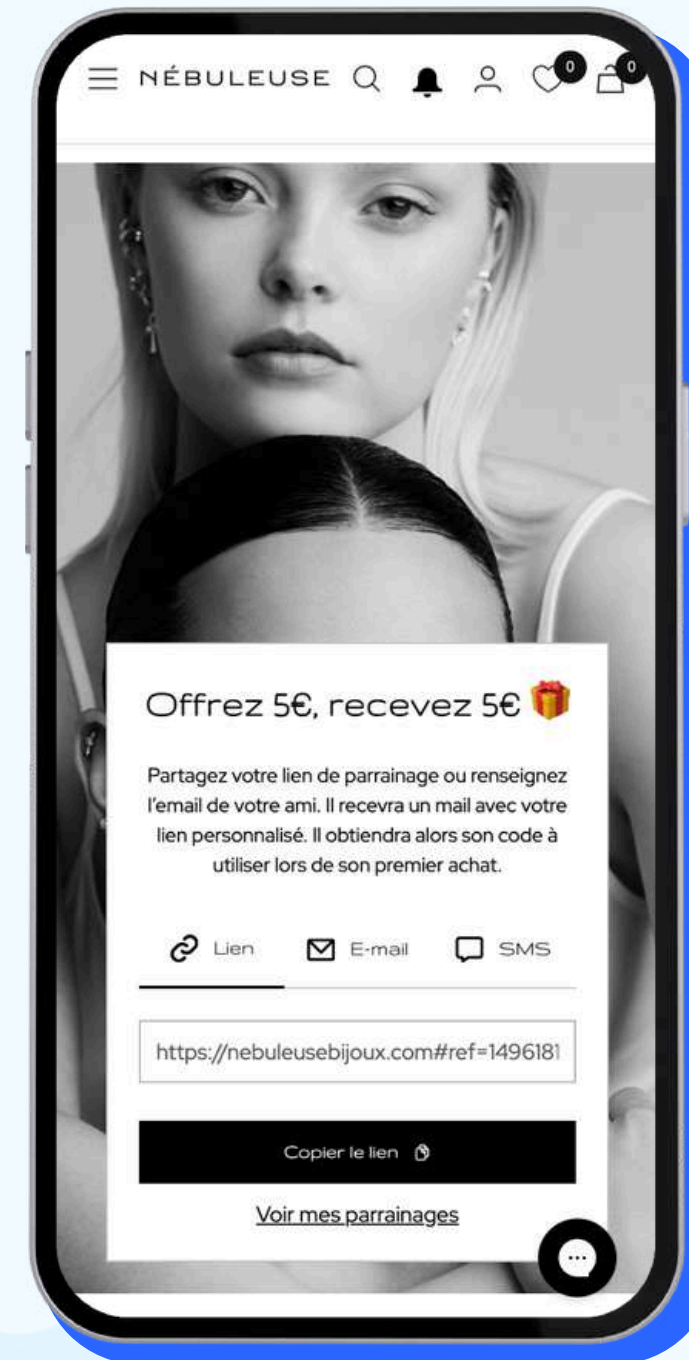 NÉBULEUSE
0
0
Offrez 5€, recevez 5€ 🎁
Partagez votre lien de parrainage ou renseignez
l'email de votre ami. Il recevra un mail avec votre
lien personnalisé. Il obtiendra alors son code à
utiliser lors de son premier achat.
Lien
E-mail
SMS
https://nebuleusebijoux.com#ref=1496181
Copier le lien
Voir mes parrainages